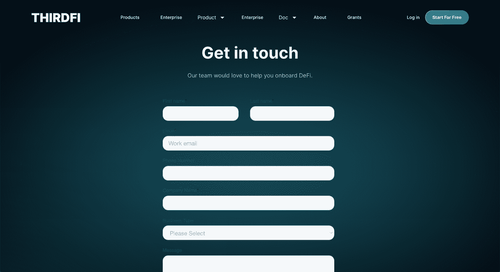 THIRDFI
Products Enterprise Product Enterprise Doc About Grants Log in Start For Free
Get in touch
Our team would love to help you onboard DeFi.
Work email
Please Select